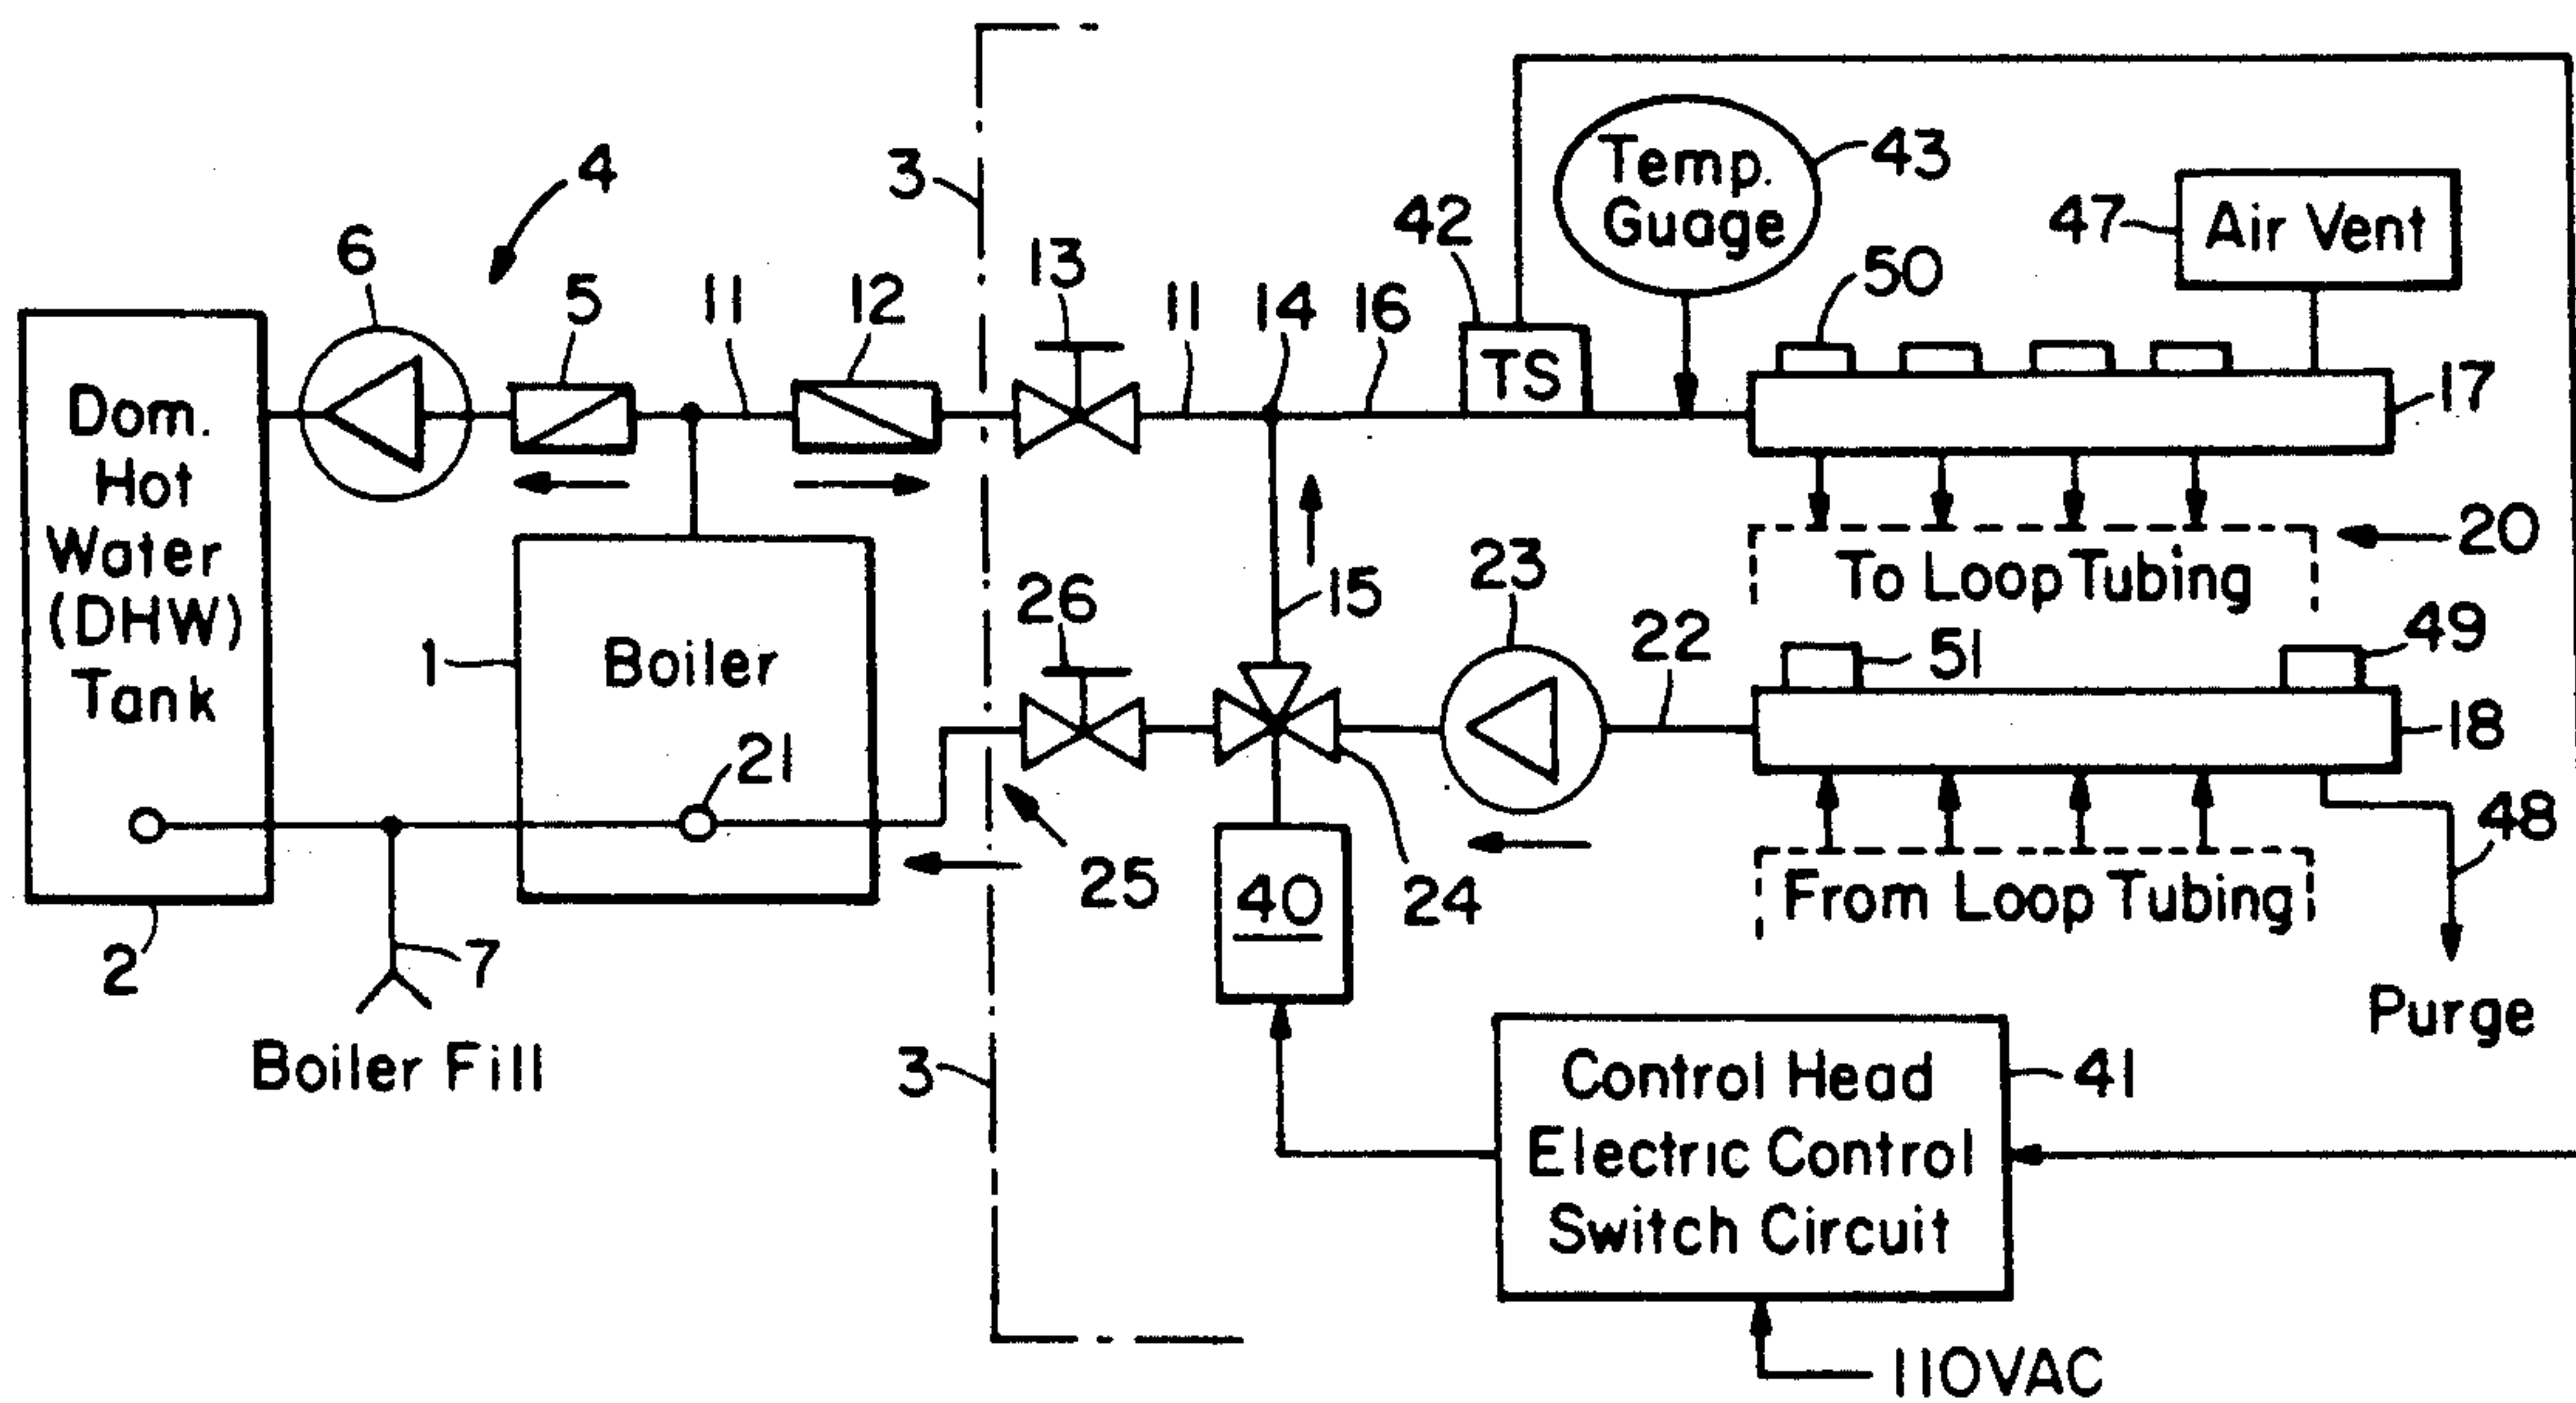 4
3
6
5
11
12
13
11
14
16
42
TS
Temp.
Guage
43
50
47
Air Vent
17
Dom.
Hot
Water
(DHW)
Tank
2
1
Boiler
21
7
Boiler Fill
26
25
15
24
23
22
20
To Loop Tubing
51
49
18
From Loop Tubing
48
Purge
40
3
Control Head
Electric Control
Switch Circuit
41
110VAC